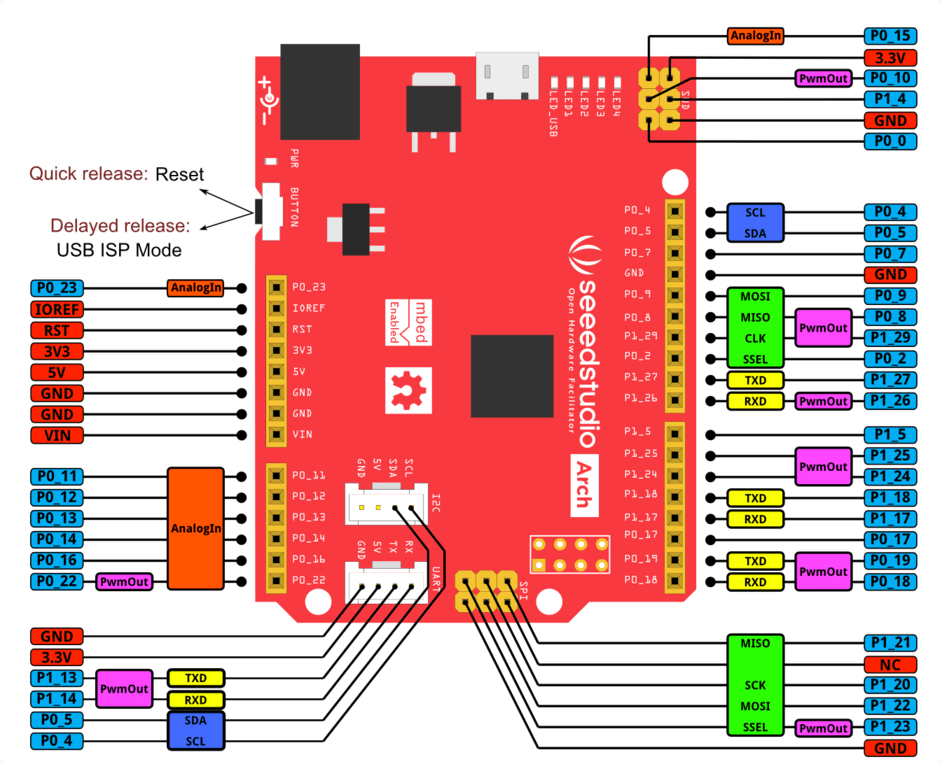 AnalogIn P0_15
3.3V
PwmOut P0_10
P1_4
GND
P0_0
SWD
LED_USB
LED1
LED2
LED3
LED4
PWR
BUTTON
Quick release: Reset
Delayed release:
USB ISP Mode
P0_23 AnalogIn P0_23
IOREF IOREF
RST RST
3V3 3V3
5V 5V
GND GND
GND GND
VIN VIN
P0_11 P0_11
P0_12 P0_12
P0_13 AnalogIn P0_13
P0_14 P0_14
P0_16 P0_16
P0_22 PwmOut P0_22
mbed
Enabled
seeedstudio
Open Hardware Facilitator
Arch
P0_4 SCL P0_4
P0_5 SDA P0_5
P0_7 P0_7
GND GND
P0_9 MOSI P0_9
P0_8 MISO PwmOut P0_8
P1_29 CLK P1_29
P0_2 SSEL P0_2
P1_27 TXD P1_27
P1_26 RXD PwmOut P1_26
P1_5 P1_5
P1_25 PwmOut P1_25
P1_24 P1_24
P1_18 TXD P1_18
P1_17 RXD P1_17
P0_17 P0_17
P0_19 TXD PwmOut P0_19
P0_18 RXD P0_18
GND 5V SDA SCL
I2C
GND 5V TX RX
UART
SPI
GND
3.3V
P1_13 PwmOut TXD
P1_14 RXD
P0_5 SDA
P0_4 SCL
MISO P1_21
NC
SCK P1_20
MOSI P1_22
SSEL PwmOut P1_23
GND